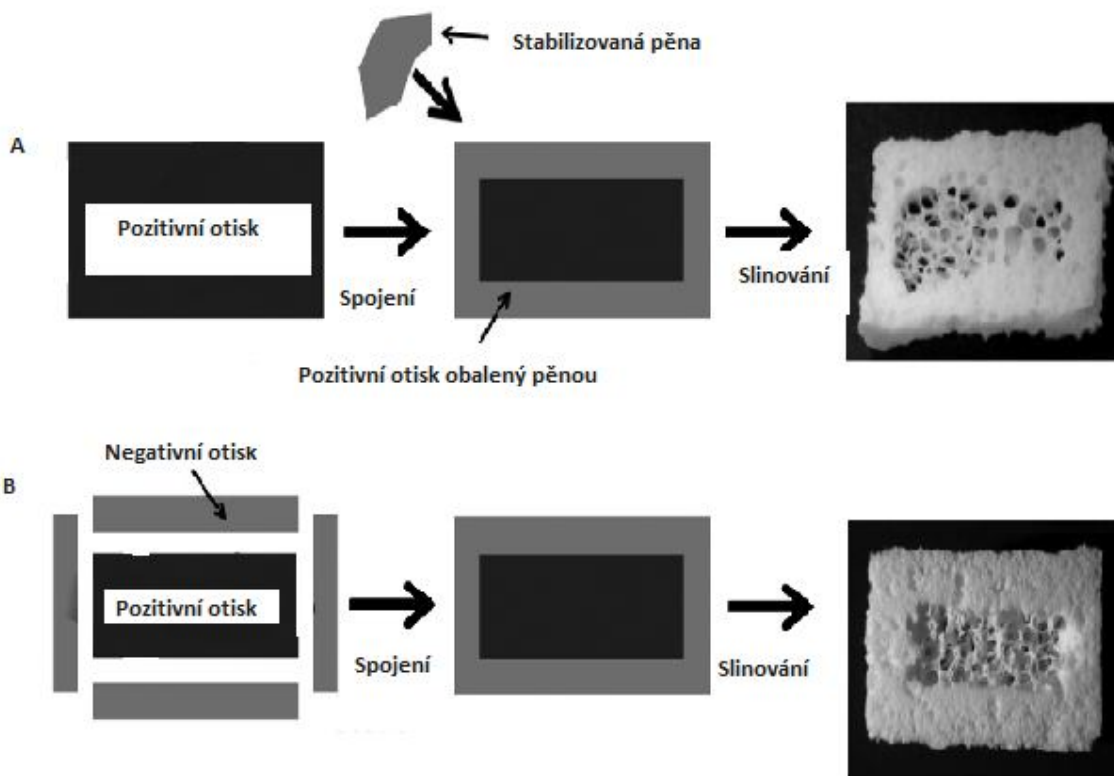 Stabilizovaná pěna
A
Pozitivní otisk
Spojení
Slinování
Pozitivní otisk obalený pěnou
Negativní otisk
B
Pozitivní otisk
Spojení
Slinování